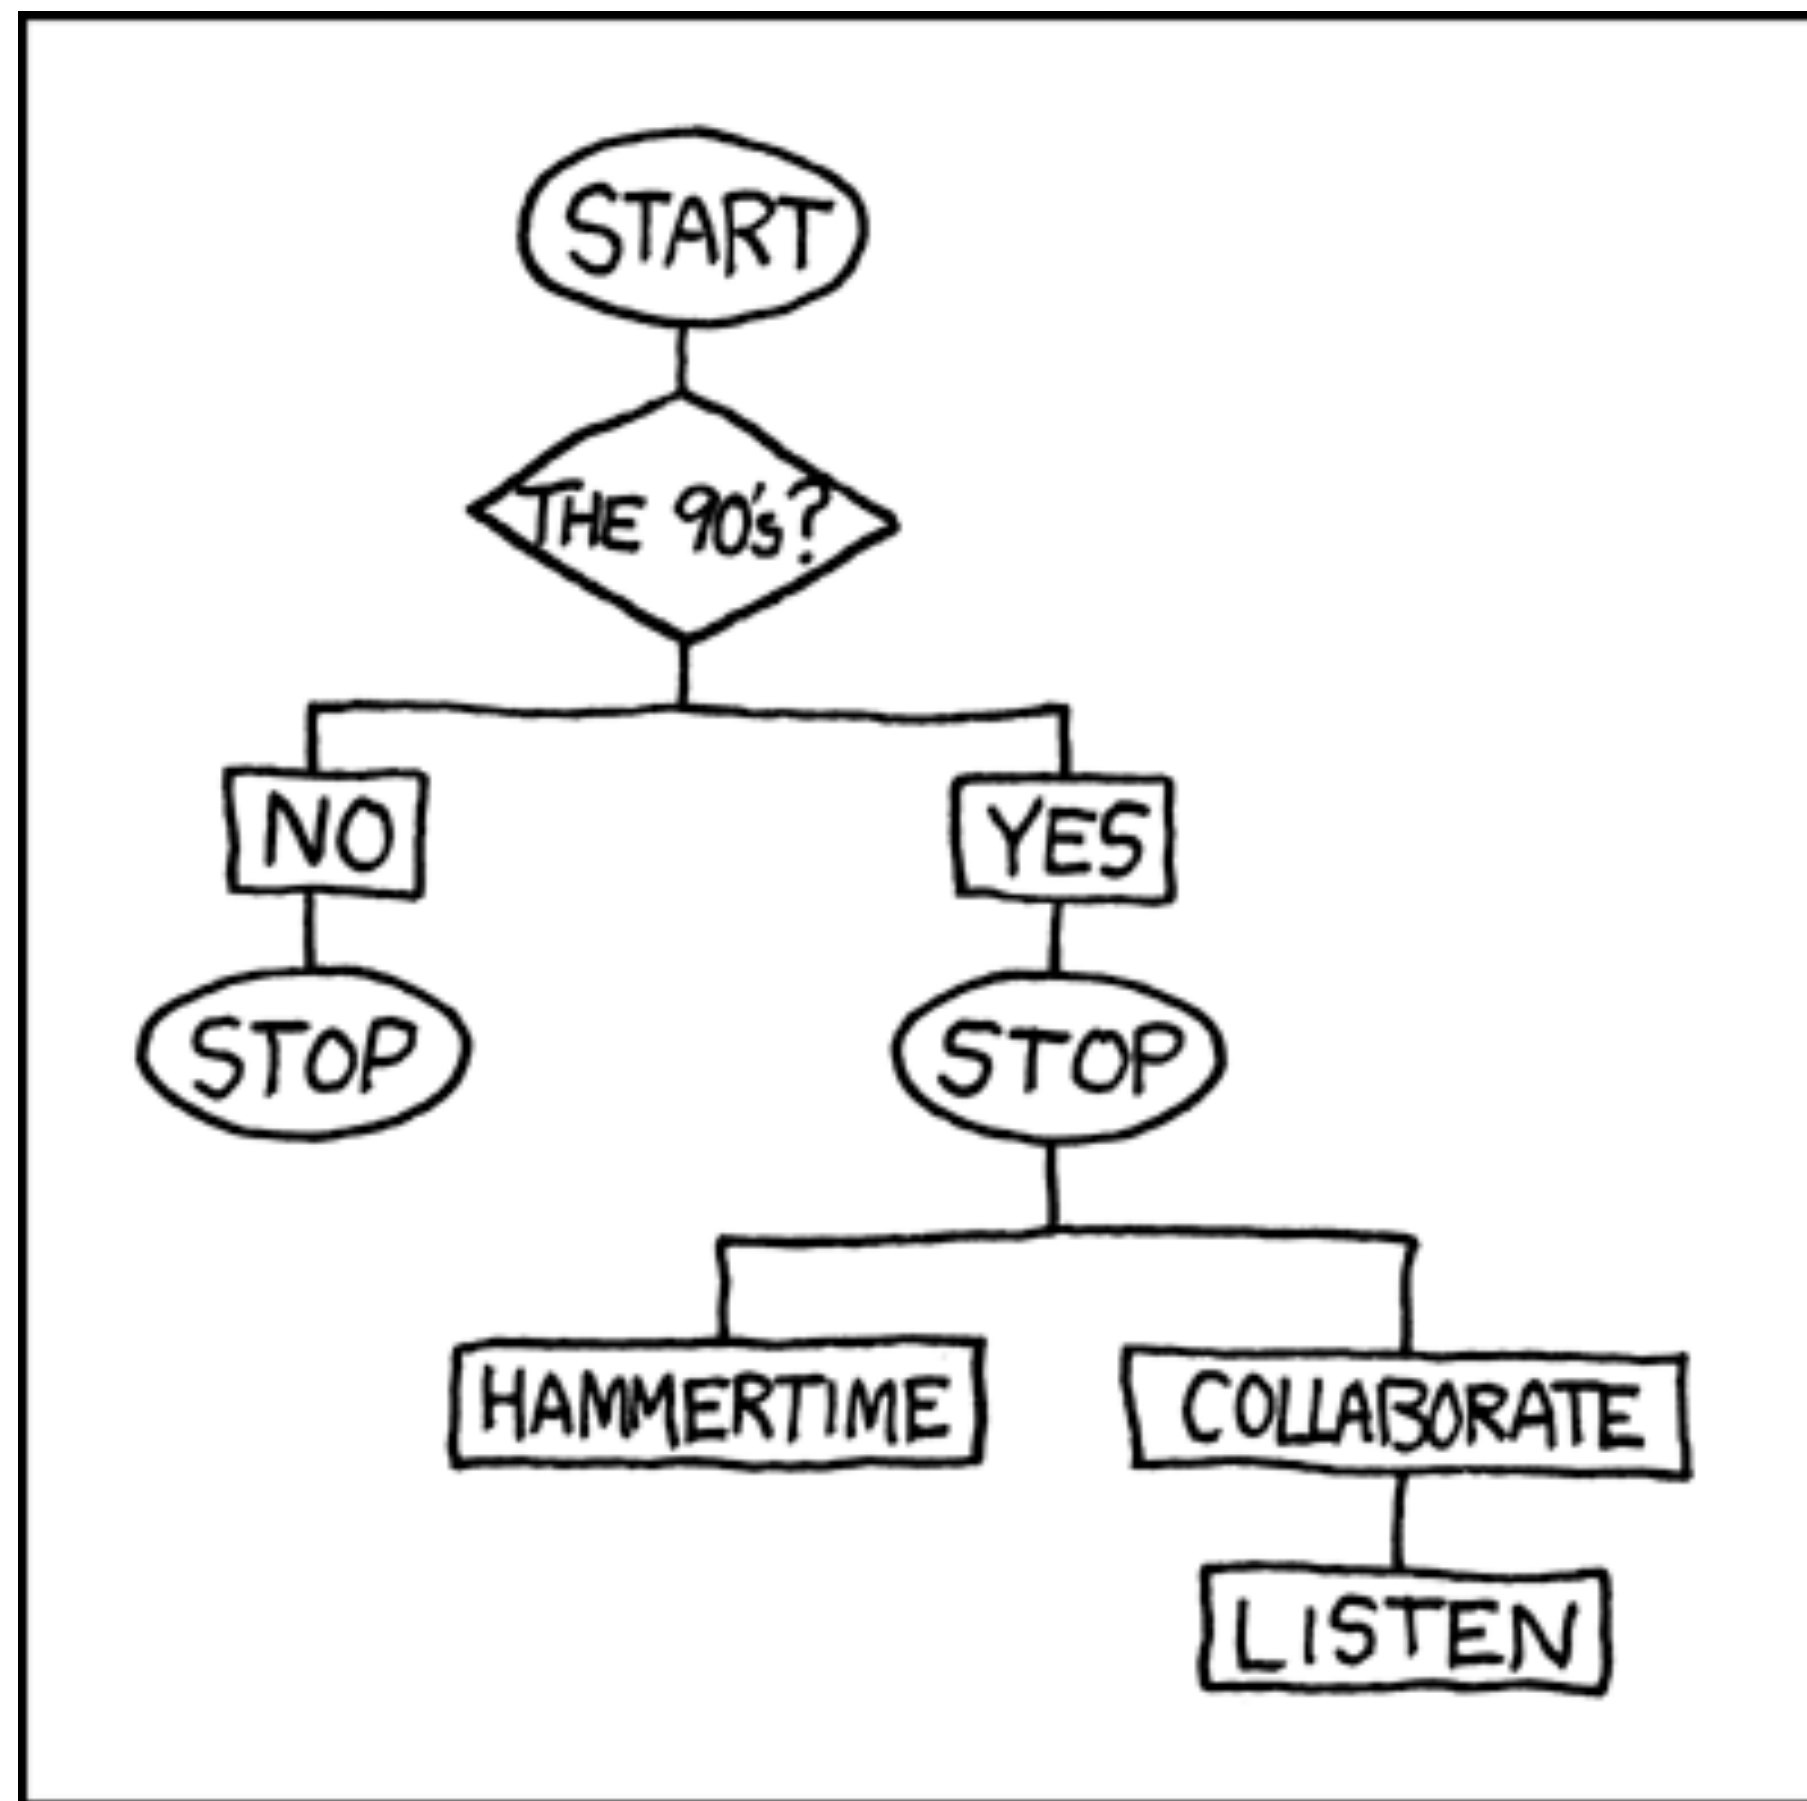 START
THE 90's?
NO
YES
STOP
STOP
HAMMERTIME
COLLABORATE
LISTEN